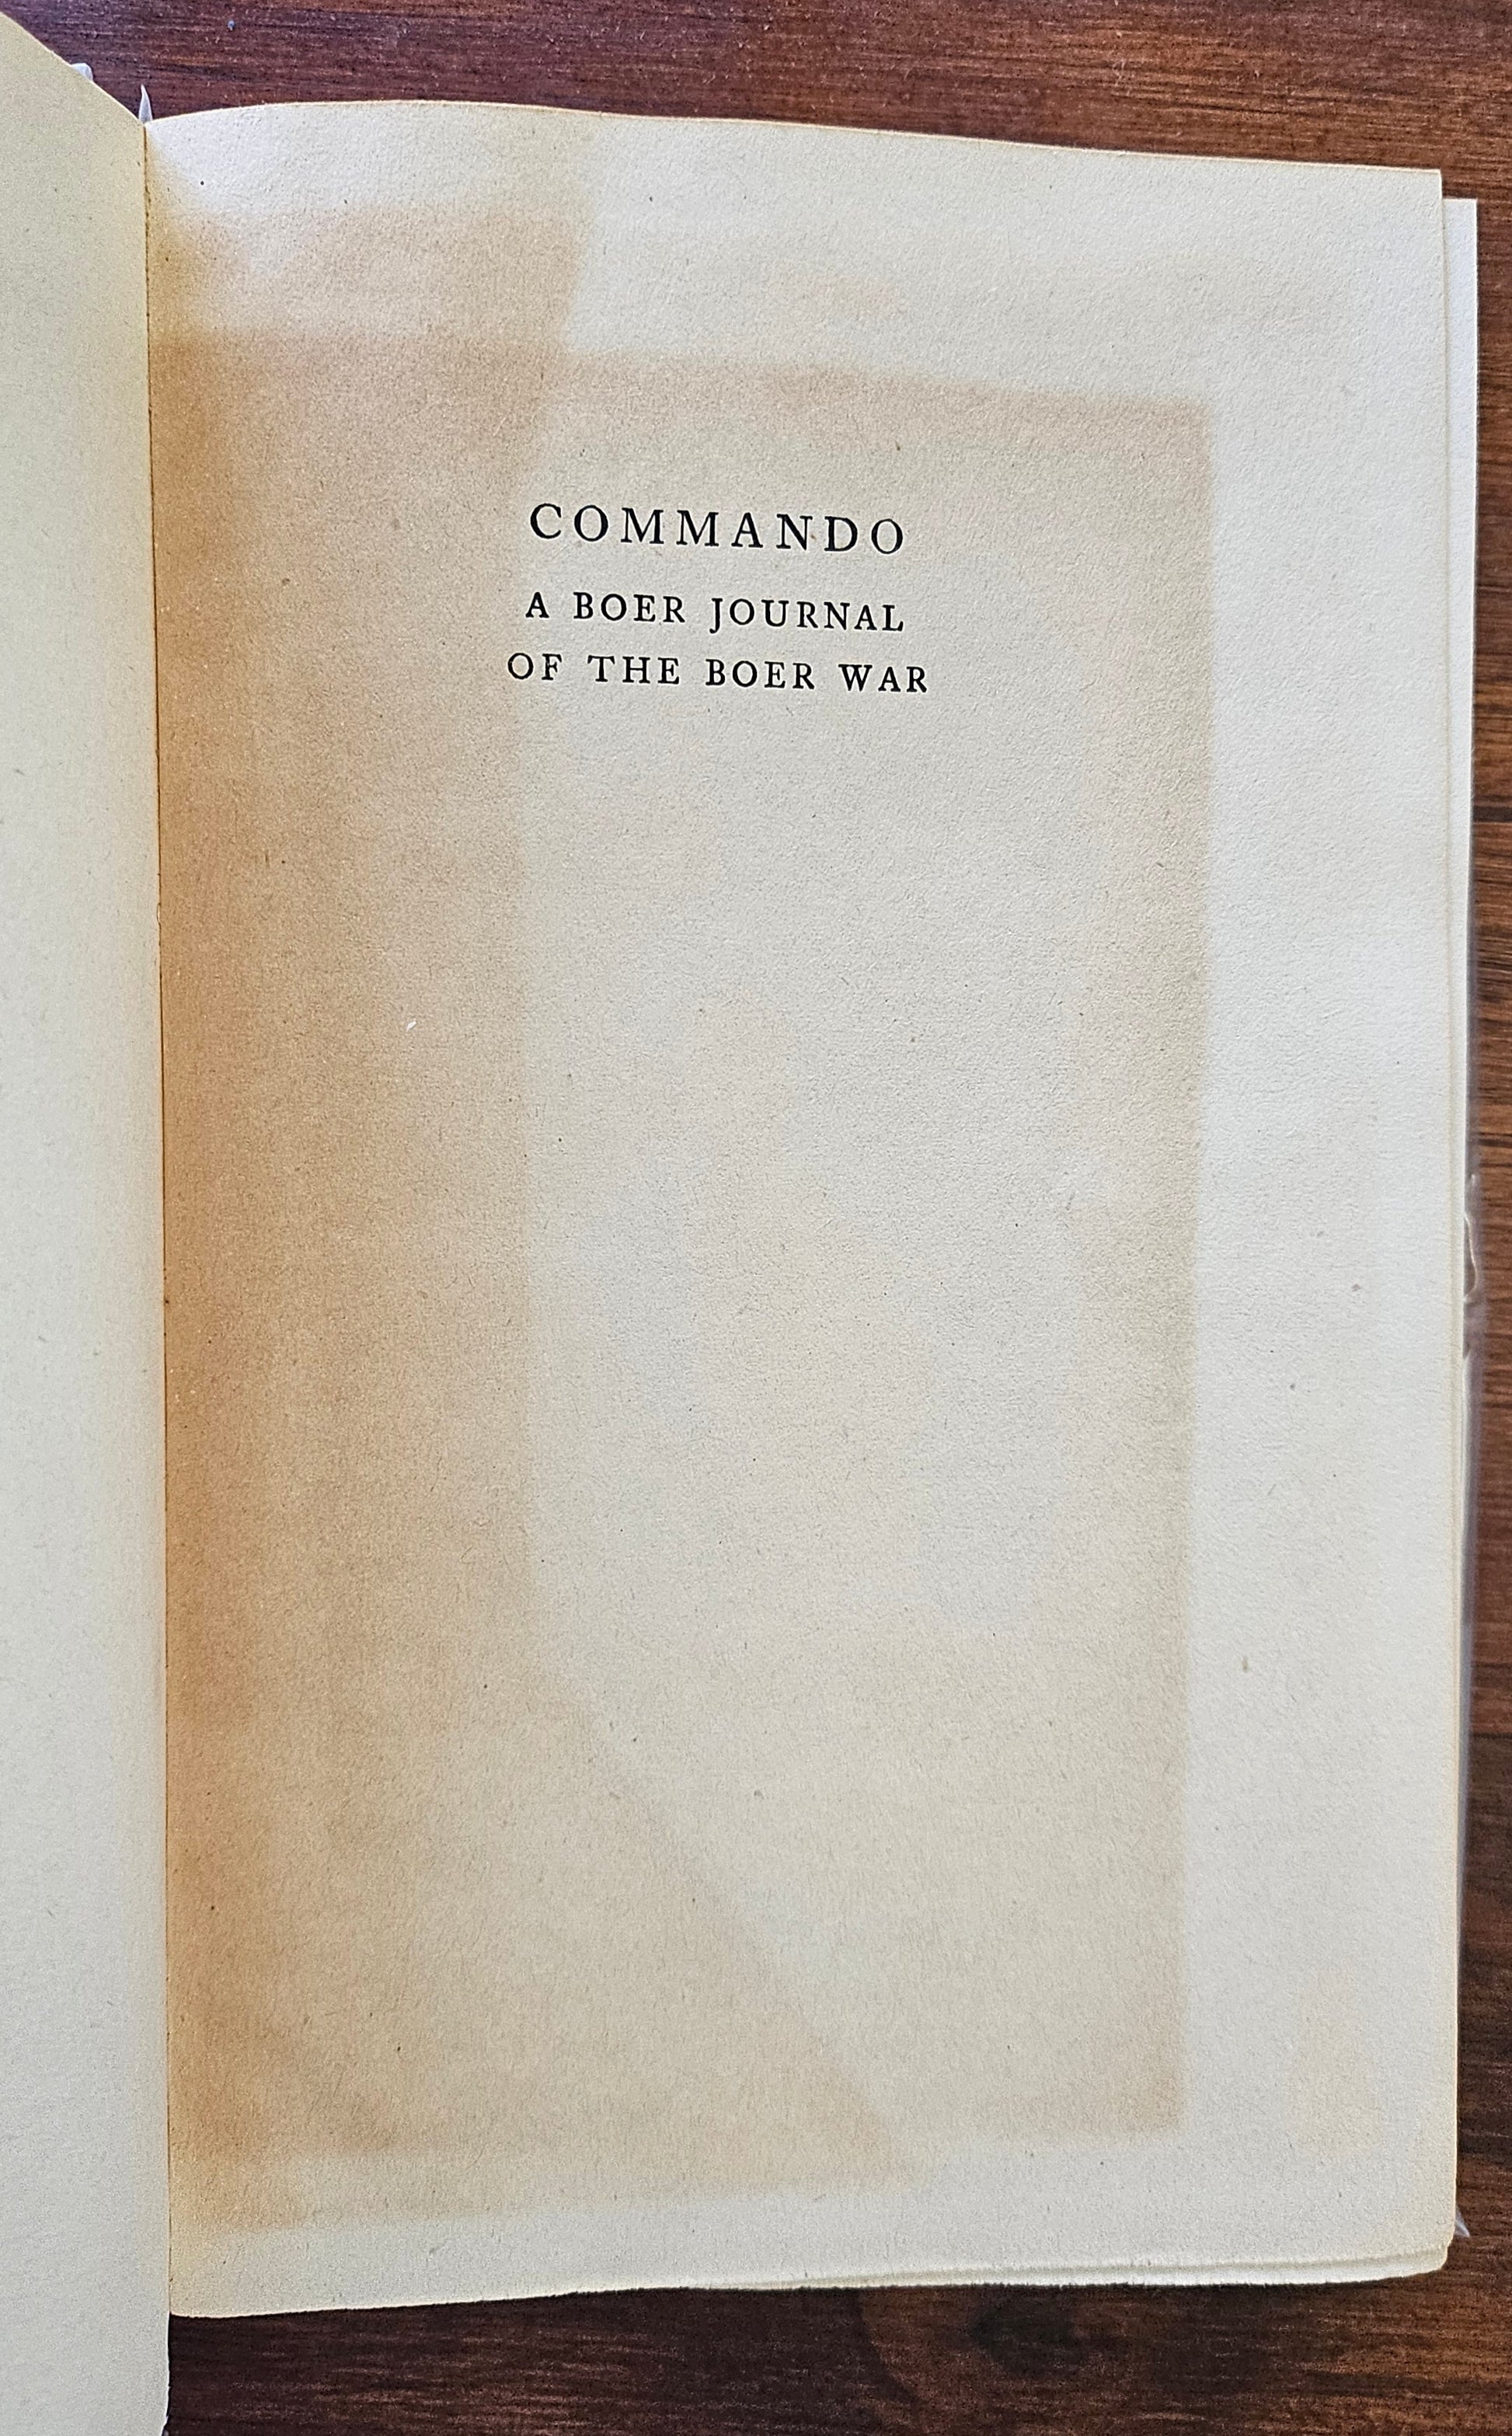 COMMANDO
A BOER JOURNAL
OF THE BOER WAR